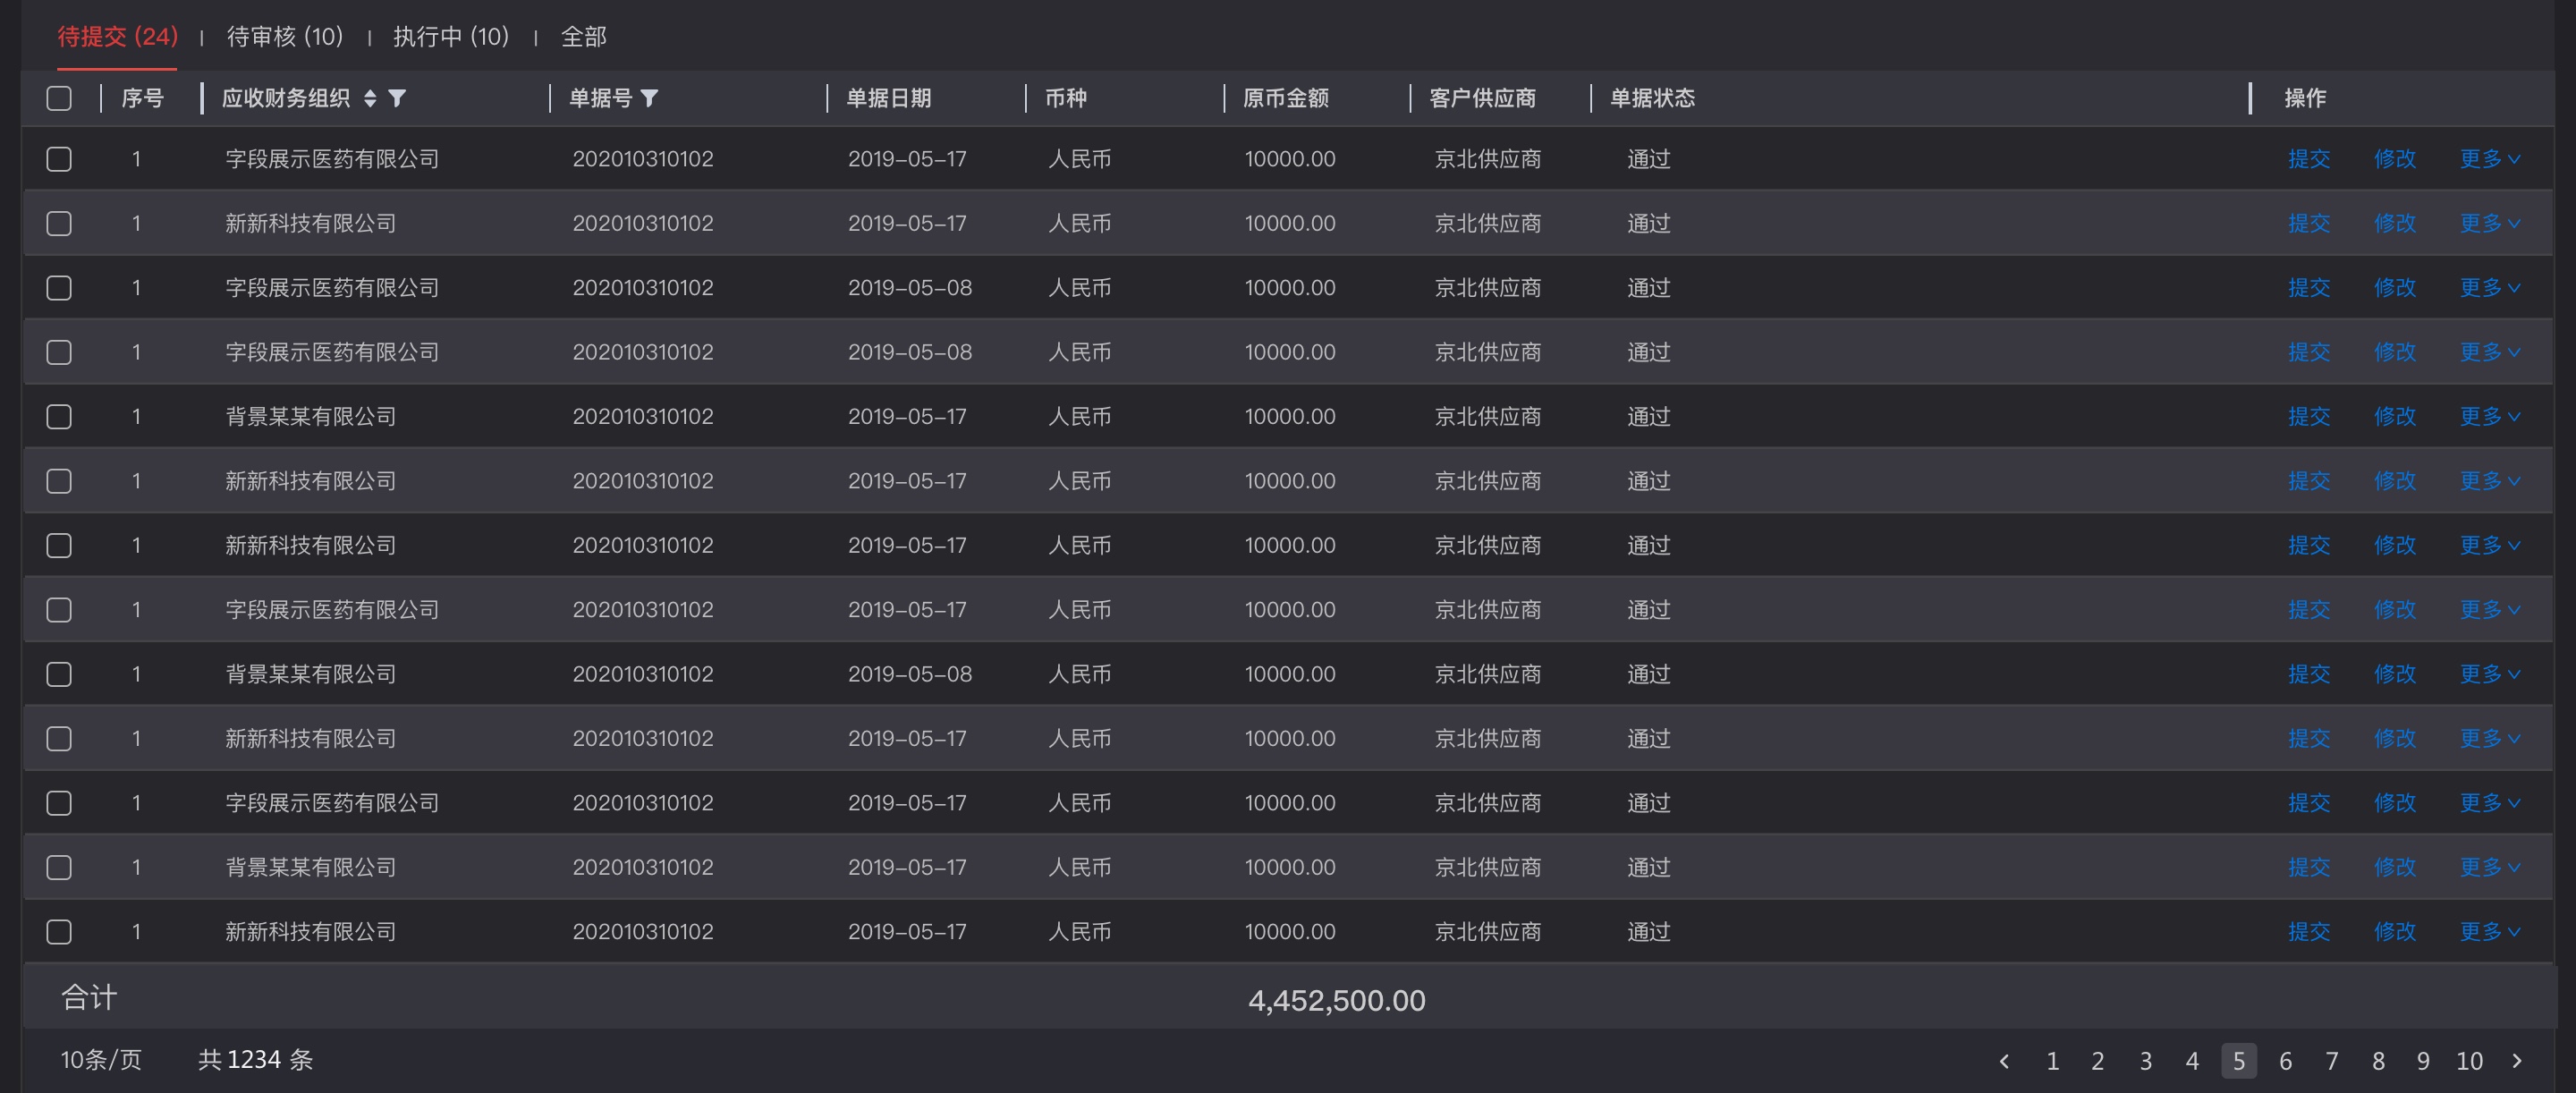 待提交 (24) 待审核 (10) 执行中 (10) 全部
序号 应收财务组织 单据号 单据日期 币种 原币金额 客户供应商 单据状态 操作
1 字段展示医药有限公司 202010310102 2019-05-17 人民币 10000.00 京北供应商 通过 提交 修改 更多
1 新新科技有限公司 202010310102 2019-05-17 人民币 10000.00 京北供应商 通过 提交 修改 更多
1 字段展示医药有限公司 202010310102 2019-05-08 人民币 10000.00 京北供应商 通过 提交 修改 更多
1 字段展示医药有限公司 202010310102 2019-05-08 人民币 10000.00 京北供应商 通过 提交 修改 更多
1 背景某某有限公司 202010310102 2019-05-17 人民币 10000.00 京北供应商 通过 提交 修改 更多
1 新新科技有限公司 202010310102 2019-05-17 人民币 10000.00 京北供应商 通过 提交 修改 更多
1 新新科技有限公司 202010310102 2019-05-17 人民币 10000.00 京北供应商 通过 提交 修改 更多
1 字段展示医药有限公司 202010310102 2019-05-17 人民币 10000.00 京北供应商 通过 提交 修改 更多
1 背景某某有限公司 202010310102 2019-05-08 人民币 10000.00 京北供应商 通过 提交 修改 更多
1 新新科技有限公司 202010310102 2019-05-17 人民币 10000.00 京北供应商 通过 提交 修改 更多
1 字段展示医药有限公司 202010310102 2019-05-17 人民币 10000.00 京北供应商 通过 提交 修改 更多
1 背景某某有限公司 202010310102 2019-05-17 人民币 10000.00 京北供应商 通过 提交 修改 更多
1 新新科技有限公司 202010310102 2019-05-17 人民币 10000.00 京北供应商 通过 提交 修改 更多
合计 4,452,500.00
10条/页 共 1234 条 1 2 3 4 5 6 7 8 9 10